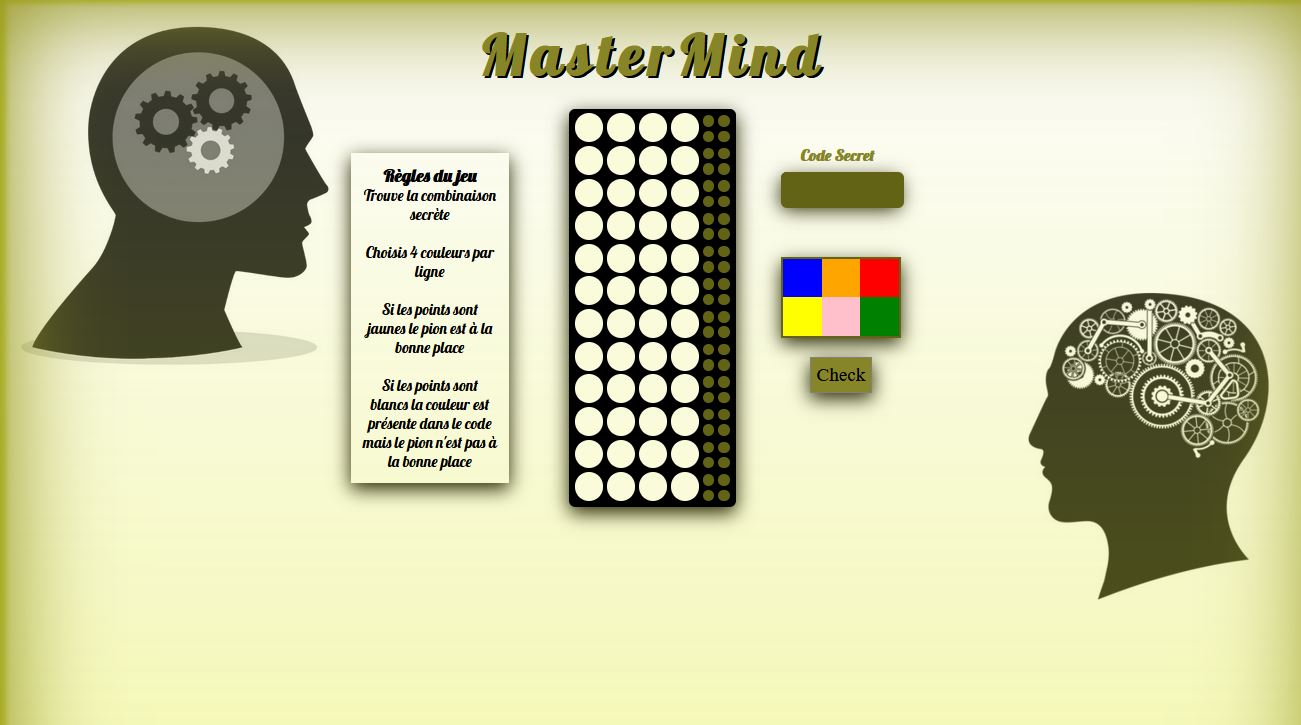 MasterMind
Règles du jeu
Trouve la combinaison
secrète
Choisis 4 couleurs par
ligne
Si les points sont
jaunes le pion est à la
bonne place
Si les points sont
blancs la couleur est
présente dans le code
mais le pion n'est pas à
la bonne place
Code Secret
Check